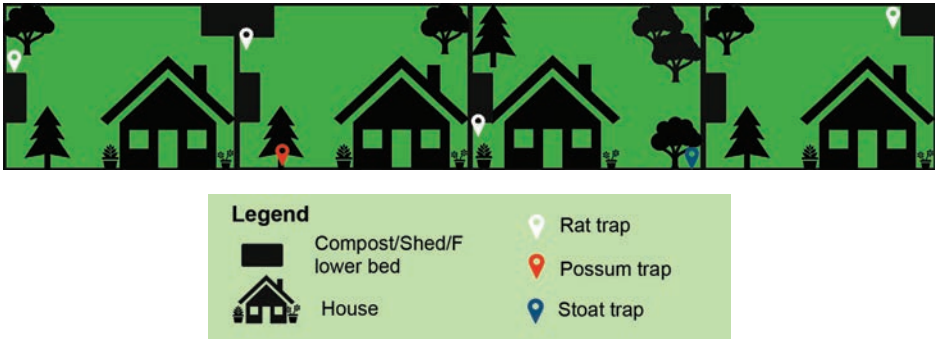 Legend
Compost/Shed/F
lower bed
House
Rat trap
Possum trap
Stoat trap